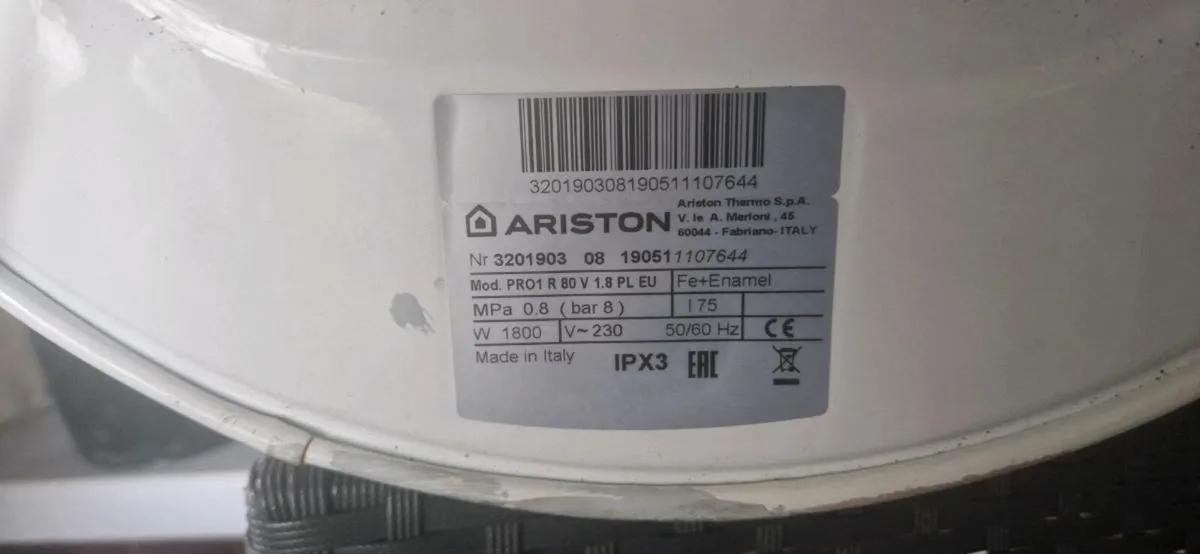 320190308190511107644
ARISTON
Ariston Thermo S.p.A.
V. le A. Merloni , 45
60044 - Fabriano- ITALY
Nr 3201903 08 190511107644
Mod. PRO1 R 80 V 1.8 PL EU Fe+Enamel
MPa 0.8 ( bar 8 ) l 75
W 1800 V~ 230 50/60 Hz CE
Made in Italy IPX3 EAC